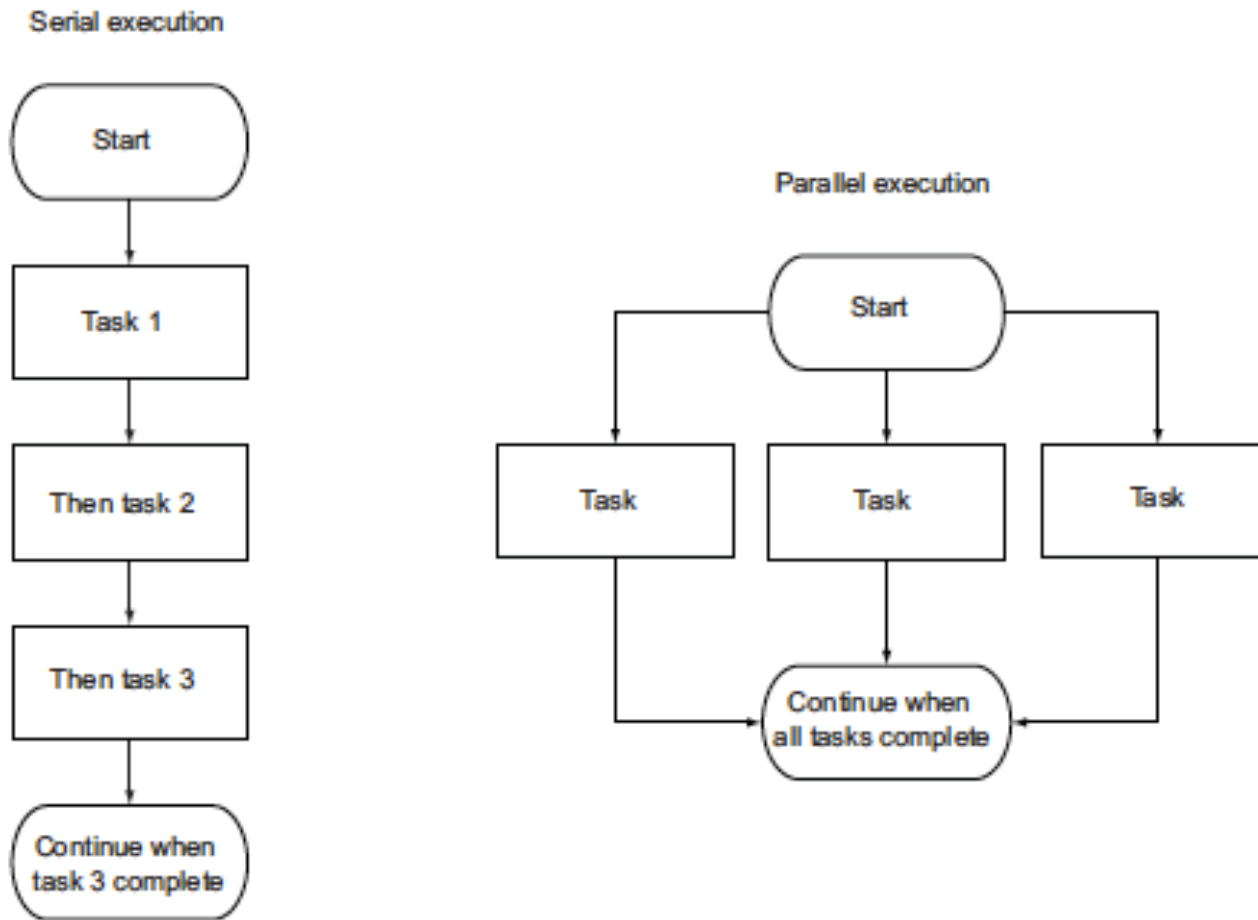 Serial execution
Start
Task 1
Then task 2
Then task 3
Continue when
task 3 complete
Parallel execution
Start
Task
Task
Task
Continue when
all tasks complete